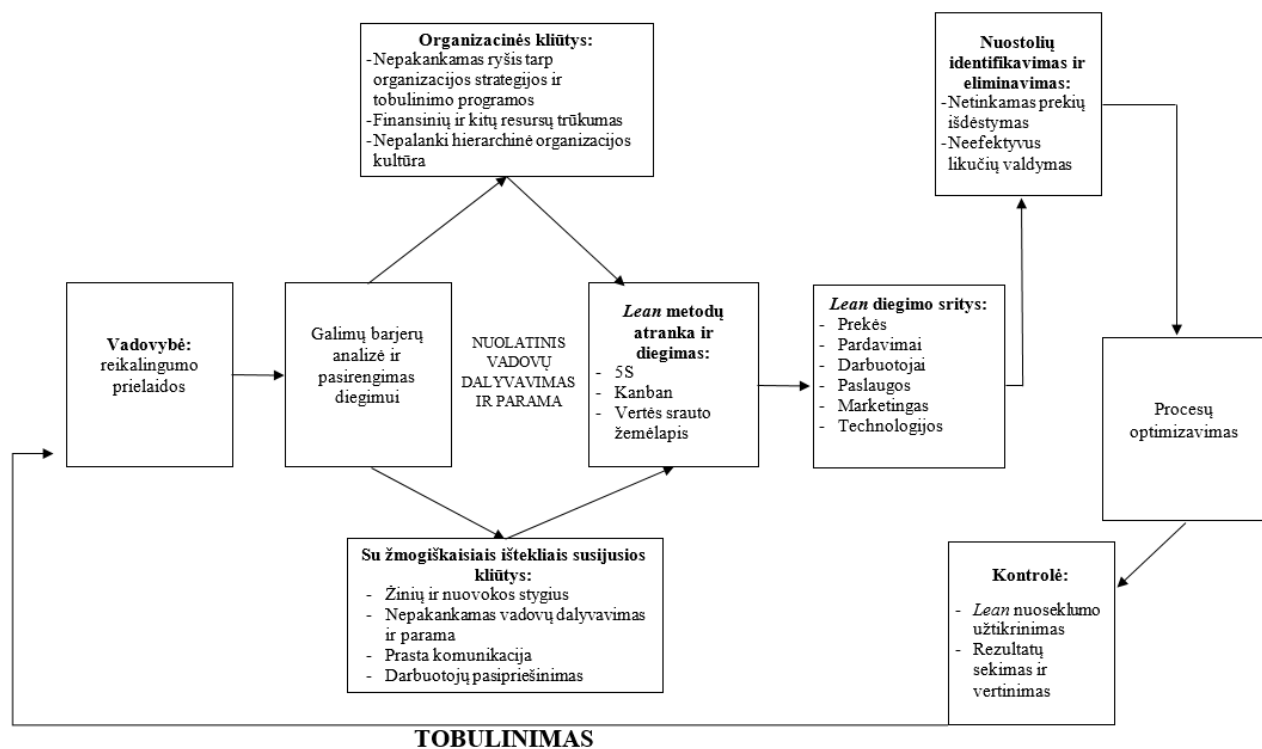 Organizacinės kliūtys:
-Nepakankamas ryšis tarp
organizacijos strategijos ir
tobulinimo programos
-Finansinių ir kitų resursų trūkumas
-Nepalanki hierarchinė organizacijos
kultūra
Nuostolių
identifikavimas ir
eliminavimas:
-Netinkamas prekių
išdėstymas
-Neefektyvus
likučių valdymas
Vadovybė:
reikalingumo
prielaidos
Galimų barjerų
analizė ir
pasirengimas
diegimui
NUOLATINIS
VADOVŲ
DALYVAVIMAS
IR PARAMA
Lean metodų
atranka ir
diegimas:
- 5S
- Kanban
- Vertės srauto
žemėlapis
Lean diegimo sritys:
- Prekės
- Pardavimai
- Darbuotojai
- Paslaugos
- Marketingas
- Technologijos
Procesų
optimizavimas
Su žmogiškaisiais ištekliais susijusios
kliūtys:
- Žinių ir nuovokos stygius
- Nepakankamas vadovų dalyvavimas
ir parama
- Prasta komunikacija
- Darbuotojų pasipriešinimas
Kontrolė:
- Lean nuoseklumo
užtikrinimas
- Rezultatų
sekimas ir
vertinimas
TOBULINIMAS